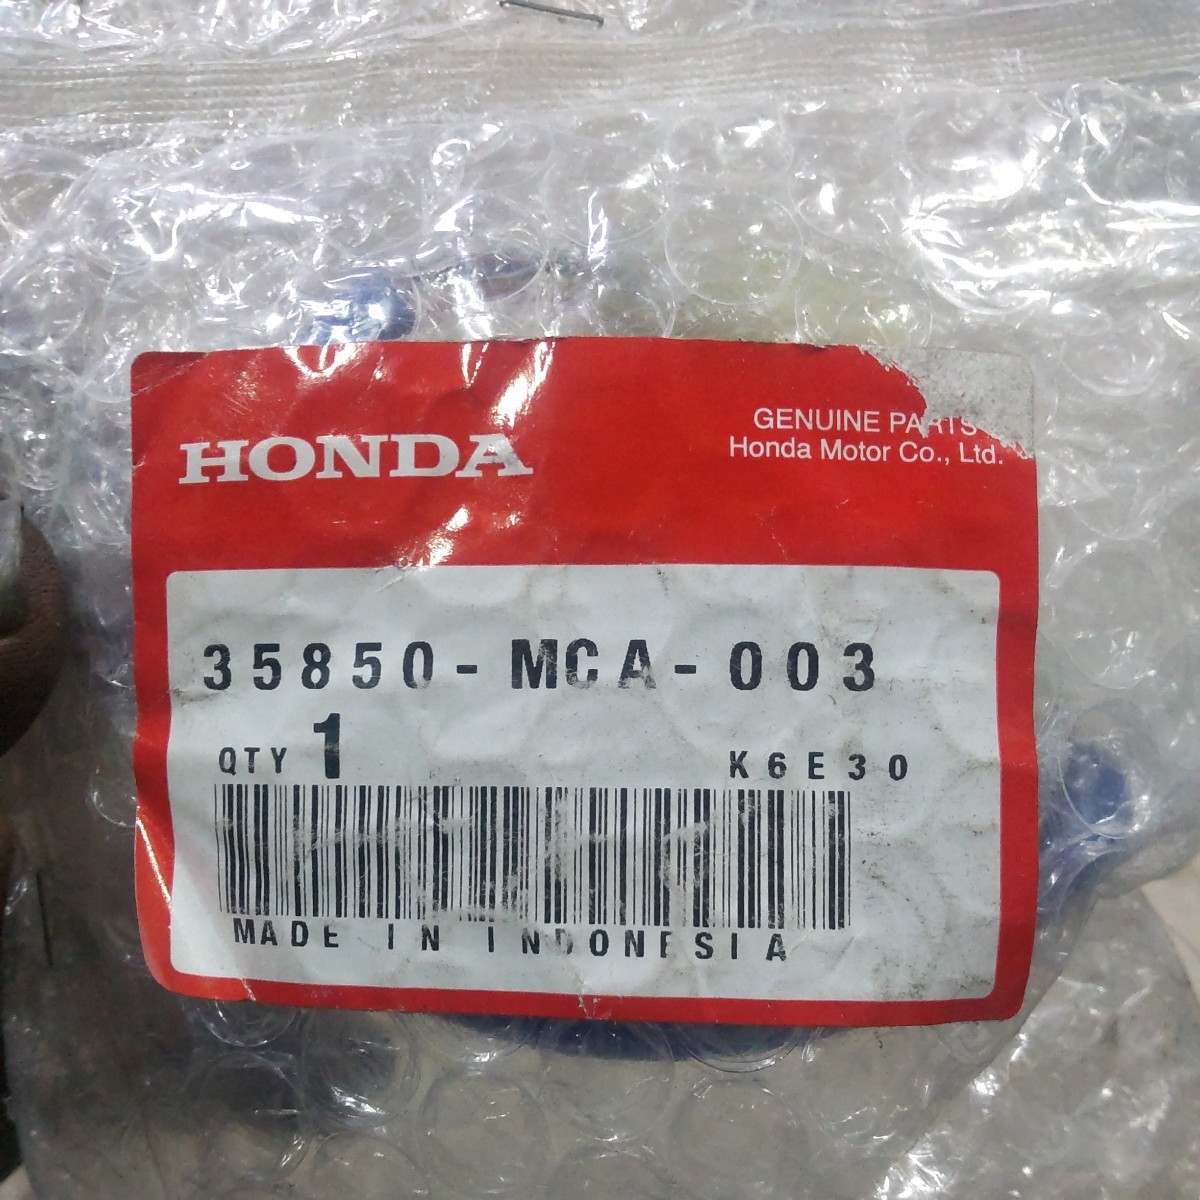 HONDA
GENUINE PARTS
Honda Motor Co., Ltd.
35850-MCA-003
QTY 1
K6E30
MADE IN INDONESIA